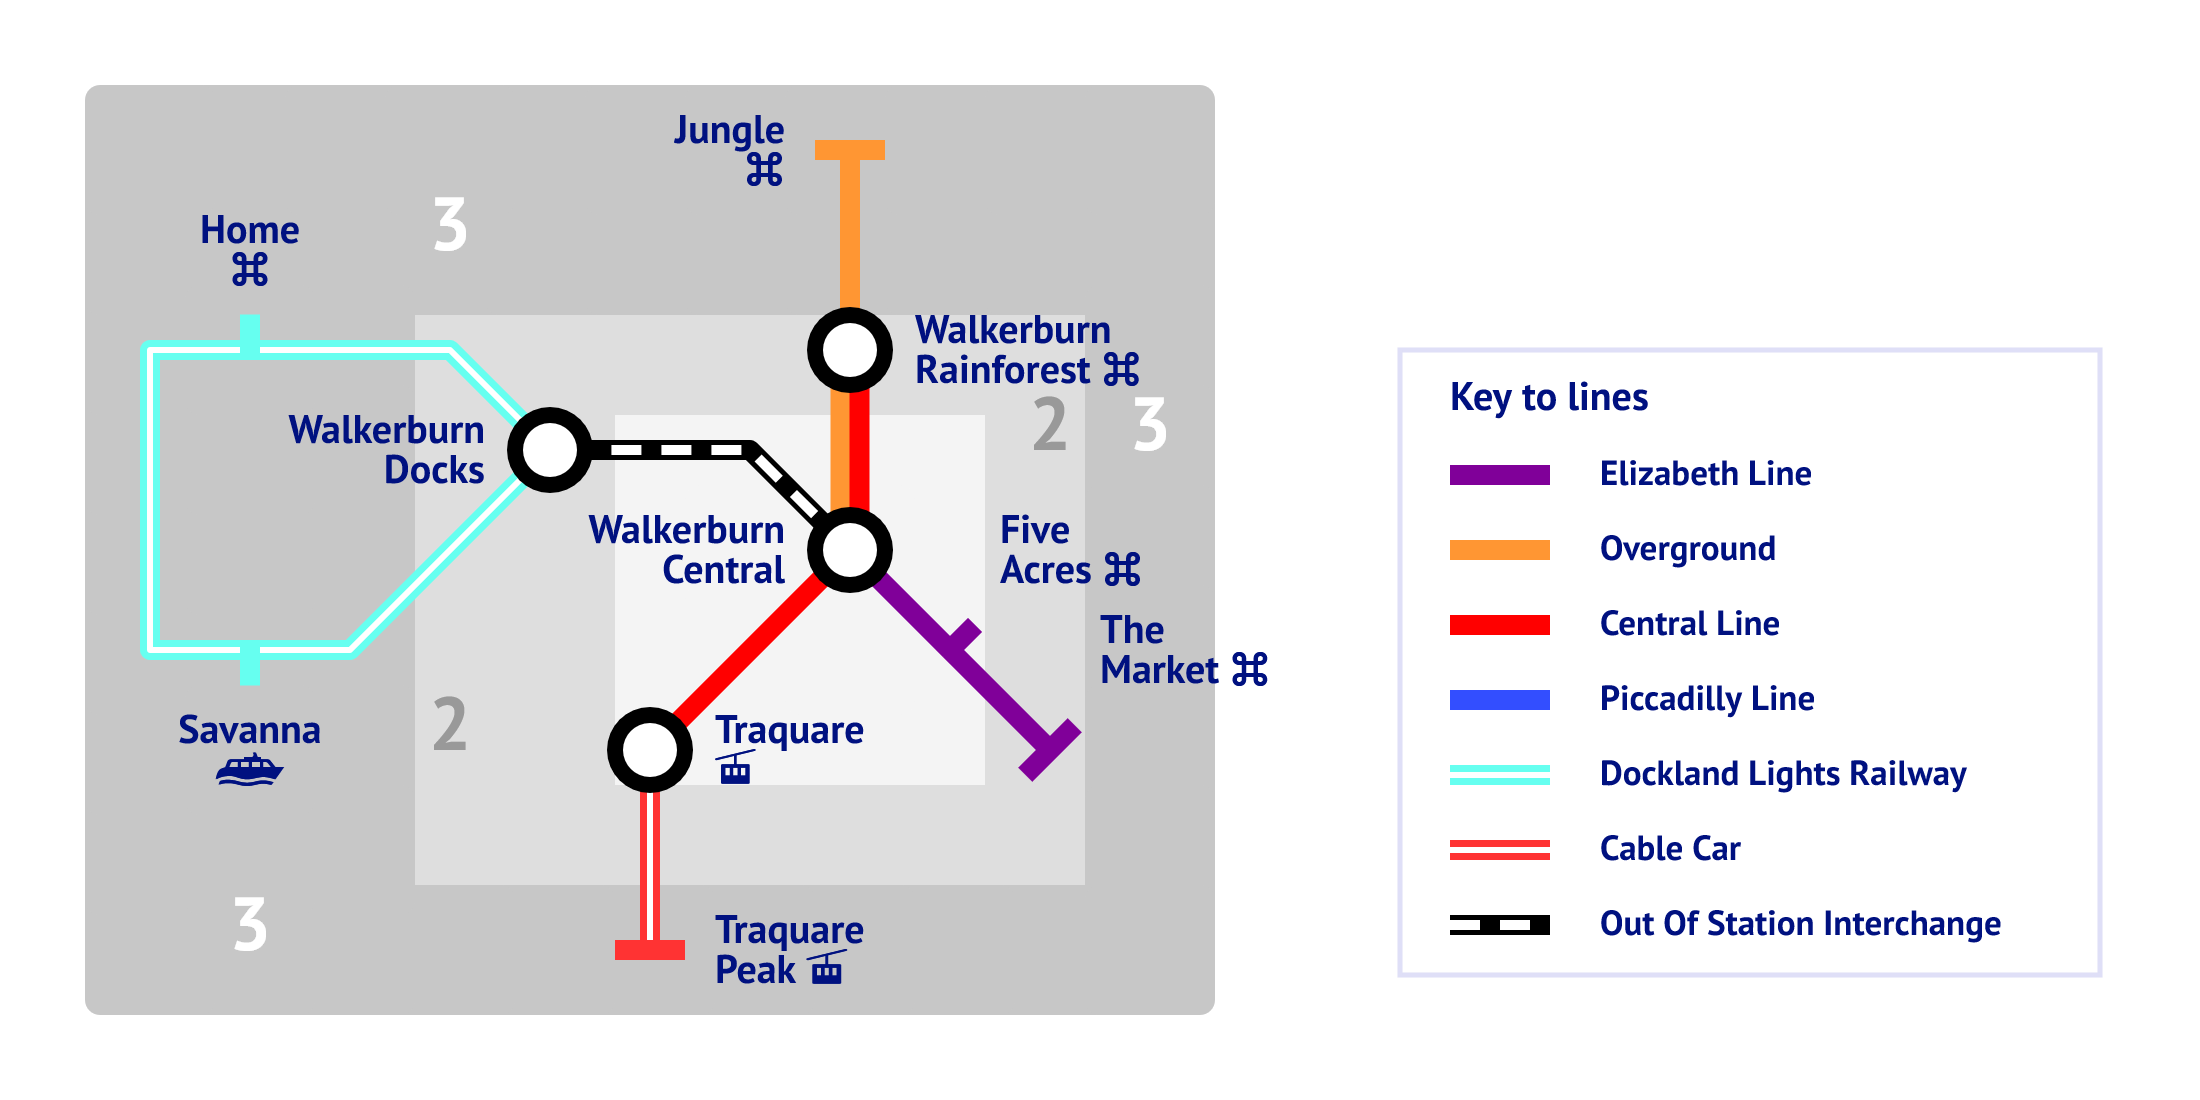 Jungle
⌘
3
Home
⌘
Walkerburn
Rainforest ⌘
2
3
Walkerburn
Docks
Walkerburn
Central
Five
Acres ⌘
The
Market ⌘
2
Savanna
Traquare
3
Traquare
Peak
Key to lines
Elizabeth Line
Overground
Central Line
Piccadilly Line
Dockland Lights Railway
Cable Car
Out Of Station Interchange